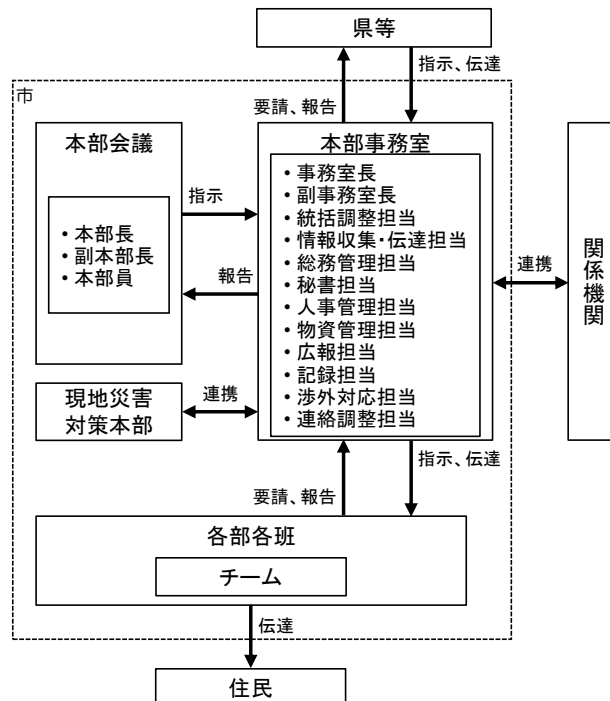 県等
指示、伝達
要請、報告
市
本部会議
・本部長
・副本部長
・本部員
指示
報告
本部事務室
・事務室長
・副事務室長
・統括調整担当
・情報収集・伝達担当
・総務管理担当
・秘書担当
・人事管理担当
・物資管理担当
・広報担当
・記録担当
・渉外対応担当
・連絡調整担当
連携
関係機関
現地災害
対策本部
連携
指示、伝達
要請、報告
各部各班
チーム
伝達
住民